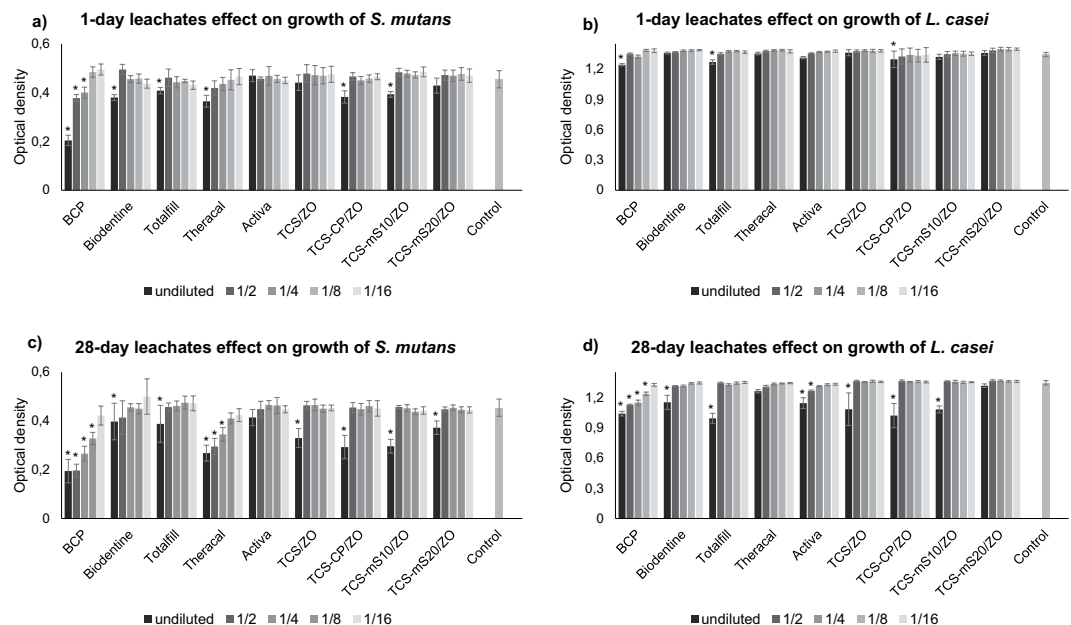 a) 1-day leachates effect on growth of S. mutans
Optical density
0,6
0,4
0,2
0
*
*
*
*
*
*
*
*
BCP
Biodentine
Totalfill
Theracal
Activa
TCS/ZO
TCS-CP/ZO
TCS-mS10/ZO
TCS-mS20/ZO
Control
undiluted 1/2 1/4 1/8 1/16
b) 1-day leachates effect on growth of L. casei
Optical density
1,2
0,9
0,6
0,3
0
*
*
*
BCP
Biodentine
Totalfill
Theracal
Activa
TCS/ZO
TCS-CP/ZO
TCS-mS10/ZO
TCS-mS20/ZO
Control
undiluted 1/2 1/4 1/8 1/16
c) 28-day leachates effect on growth of S. mutans
Optical density
0,6
0,4
0,2
0
*
*
*
*
*
*
*
*
*
*
*
*
*
BCP
Biodentine
Totalfill
Theracal
Activa
TCS/ZO
TCS-CP/ZO
TCS-mS10/ZO
TCS-mS20/ZO
Control
undiluted 1/2 1/4 1/4 1/16
d) 28-day leachates effect on growth of L. casei
Optical density
1,2
0,9
0,6
0,3
0
*
*
*
*
*
*
*
*
*
*
*
BCP
Biodentine
Totalfill
Theracal
Activa
TCS/ZO
TCS-CP/ZO
TCS-mS10/ZO
TCS-mS20/ZO
Control
undiluted 1/2 1/4 1/8 1/16